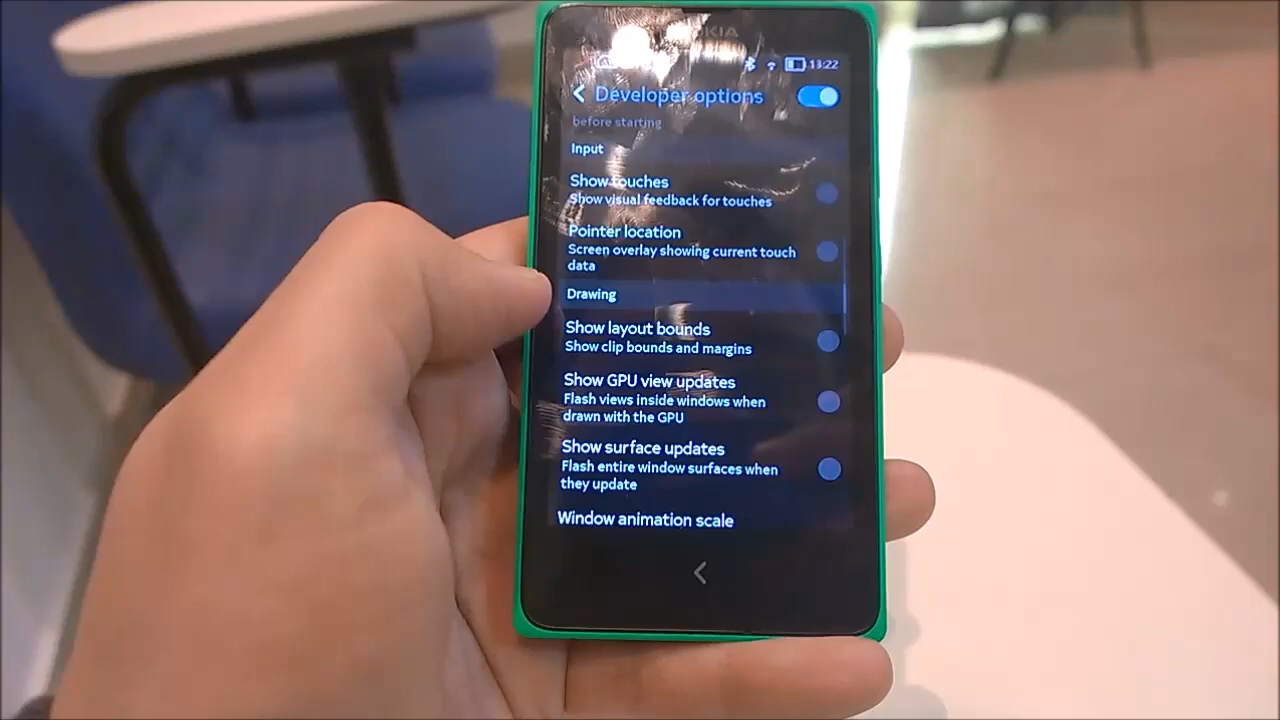 NOKIA
13:22
Developer options
before starting
Input
Show touches
Show visual feedback for touches
Pointer location
Screen overlay showing current touch
data
Drawing
Show layout bounds
Show clip bounds and margins
Show GPU view updates
Flash views inside windows when
drawn with the GPU
Show surface updates
Flash entire window surfaces when
they update
Window animation scale